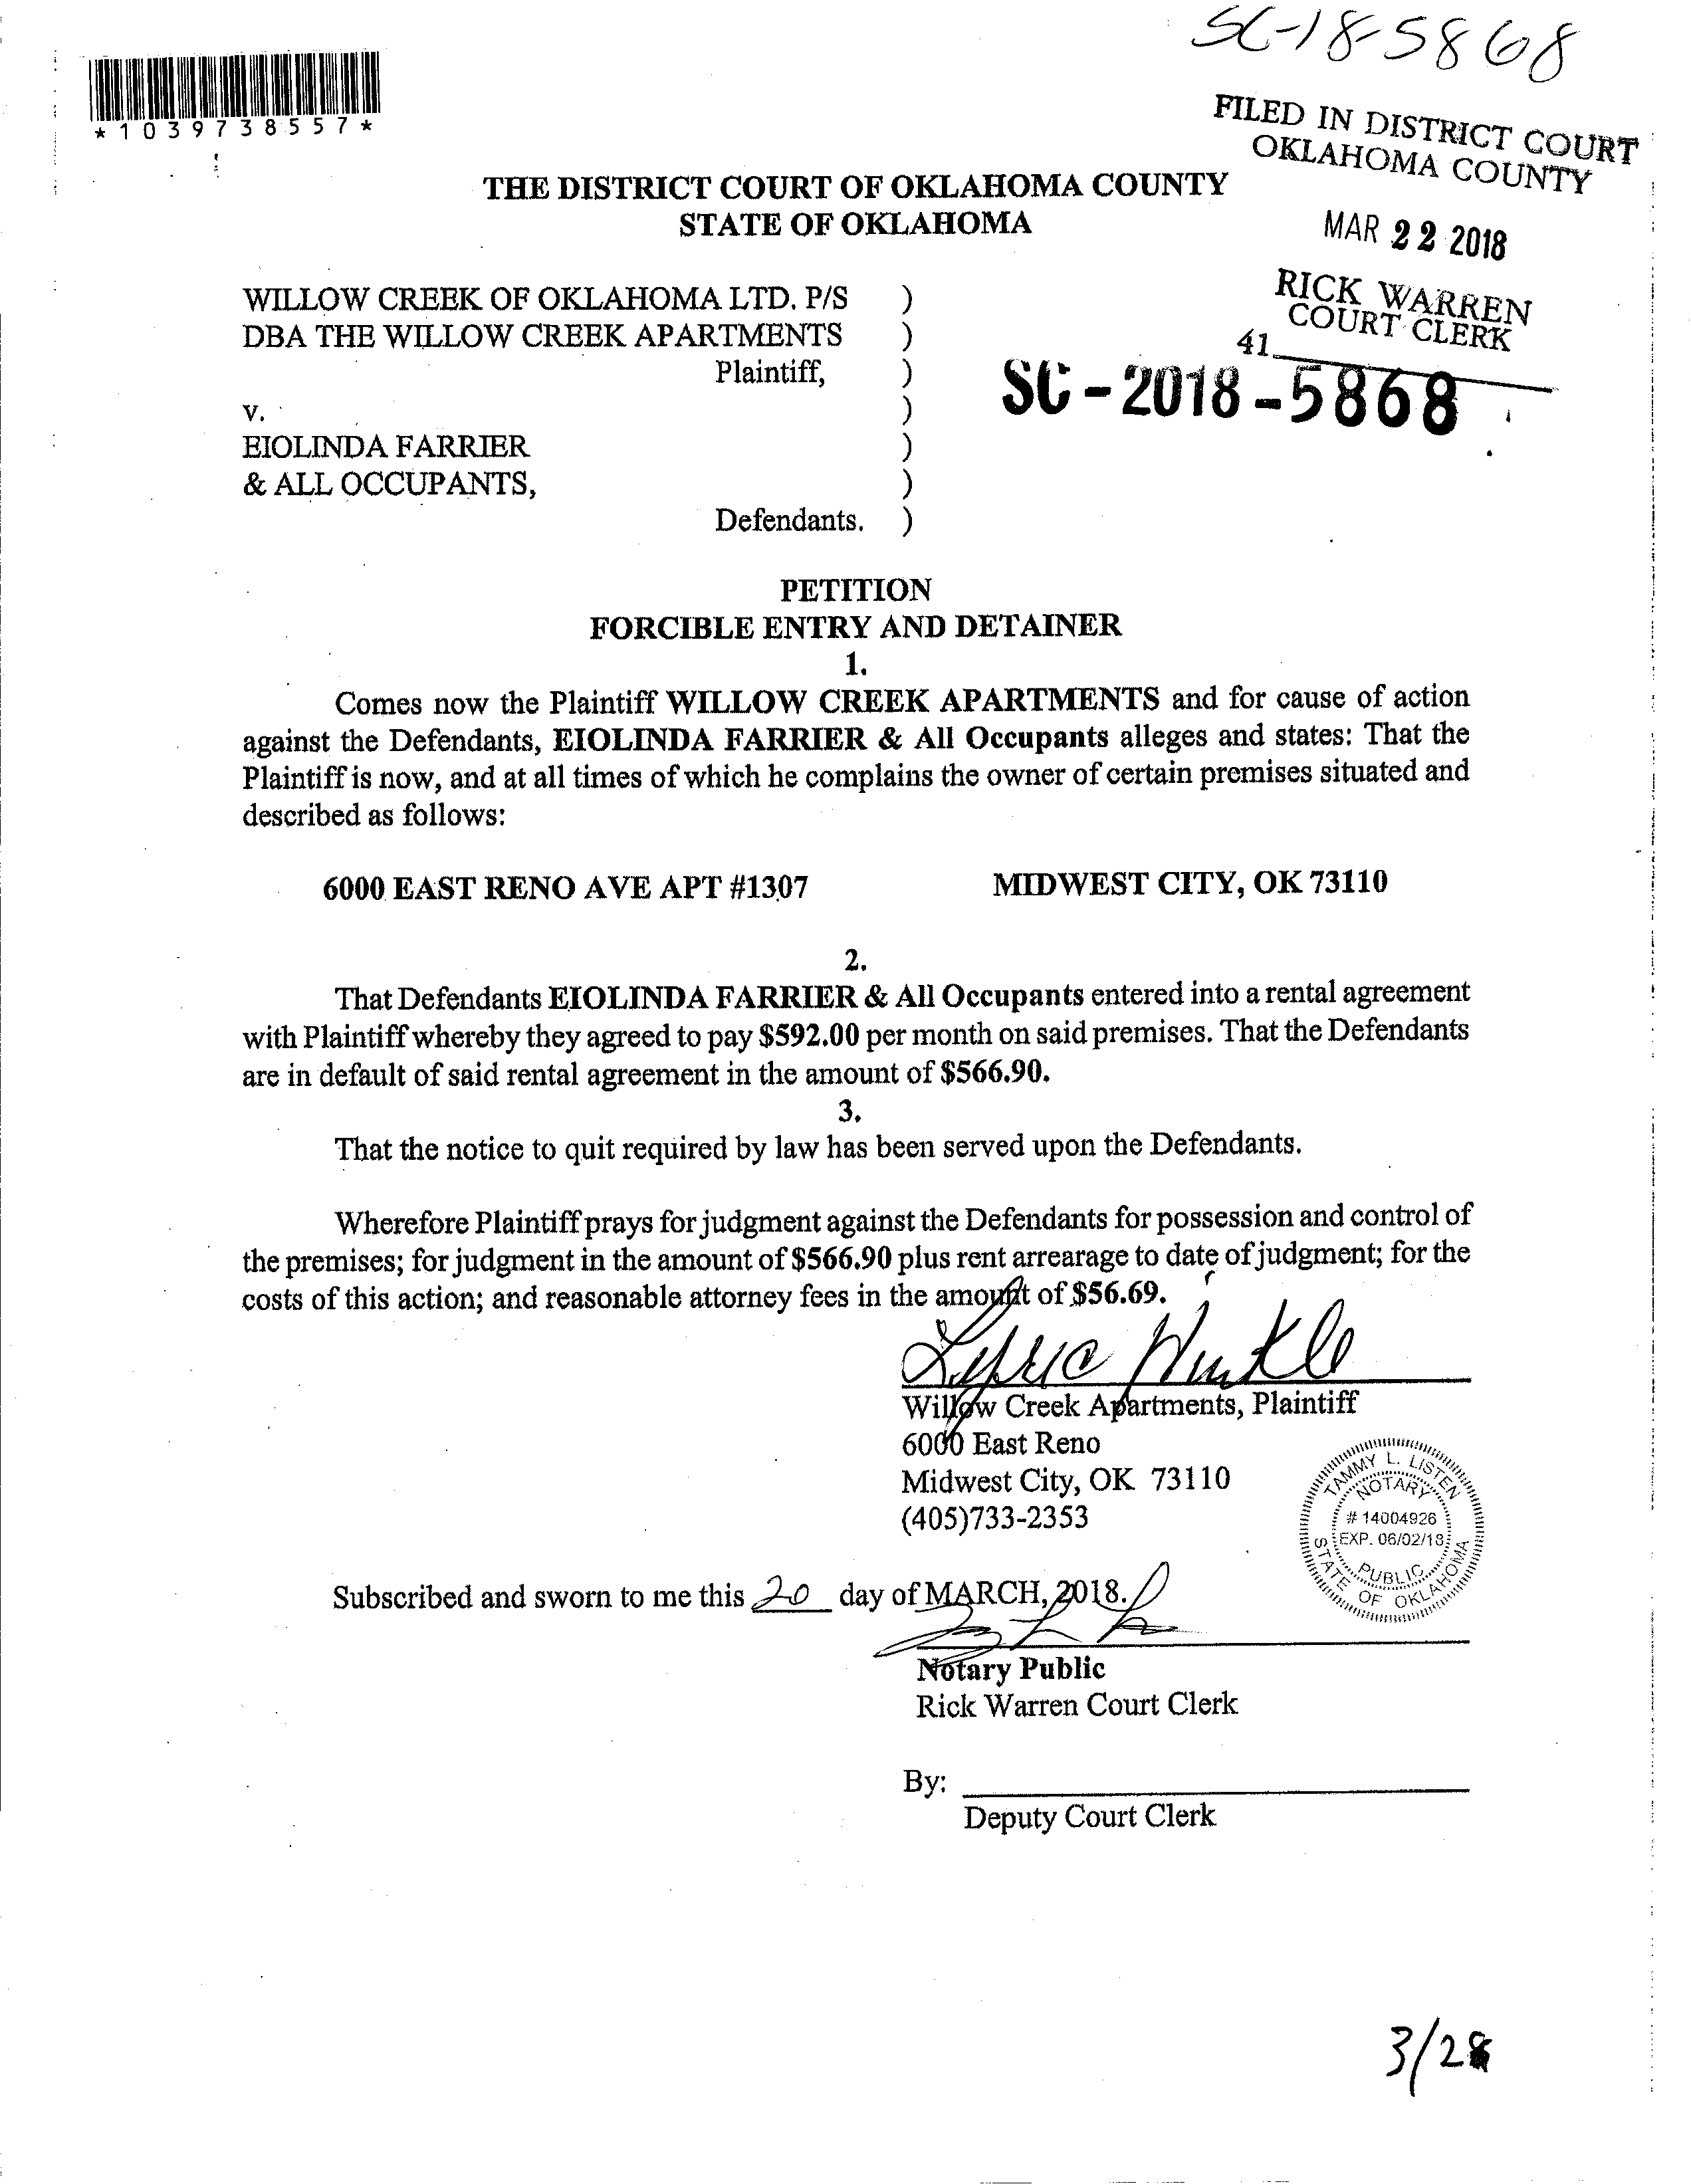 SC-18-5868
*1039738557*
FILED IN DISTRICT COURT
OKLAHOMA COUNTY
THE DISTRICT COURT OF OKLAHOMA COUNTY
STATE OF OKLAHOMA
MAR 22 2018
RICK WARREN
COURT CLERK
41
WILLOW CREEK OF OKLAHOMA LTD. P/S )
DBA THE WILLOW CREEK APARTMENTS )
Plaintiff, )
SC-2018-5868
v. )
EIOLINDA FARRIER )
& ALL OCCUPANTS, )
Defendants. )
PETITION
FORCIBLE ENTRY AND DETAINER
1.
Comes now the Plaintiff WILLOW CREEK APARTMENTS and for cause of action
against the Defendants, EIOLINDA FARRIER & All Occupants alleges and states: That the
Plaintiff is now, and at all times of which he complains the owner of certain premises situated and
described as follows:
6000 EAST RENO AVE APT #1307 MIDWEST CITY, OK 73110
2.
That Defendants EIOLINDA FARRIER & All Occupants entered into a rental agreement
with Plaintiff whereby they agreed to pay $592.00 per month on said premises. That the Defendants
are in default of said rental agreement in the amount of $566.90.
3.
That the notice to quit required by law has been served upon the Defendants.
Wherefore Plaintiff prays for judgment against the Defendants for possession and control of
the premises; for judgment in the amount of $566.90 plus rent arrearage to date of judgment; for the
costs of this action; and reasonable attorney fees in the amount of $56.69.
Willow Creek Apartments, Plaintiff
6000 East Reno
Midwest City, OK 73110
(405)733-2353
TAMMY L. LISTEN
NOTARY
# 14004926
EXP. 06/02/18
PUBLIC
STATE OF OKLAHOMA
Subscribed and sworn to me this 20 day of MARCH, 2018.
Notary Public
Rick Warren Court Clerk
By:
Deputy Court Clerk
3/28